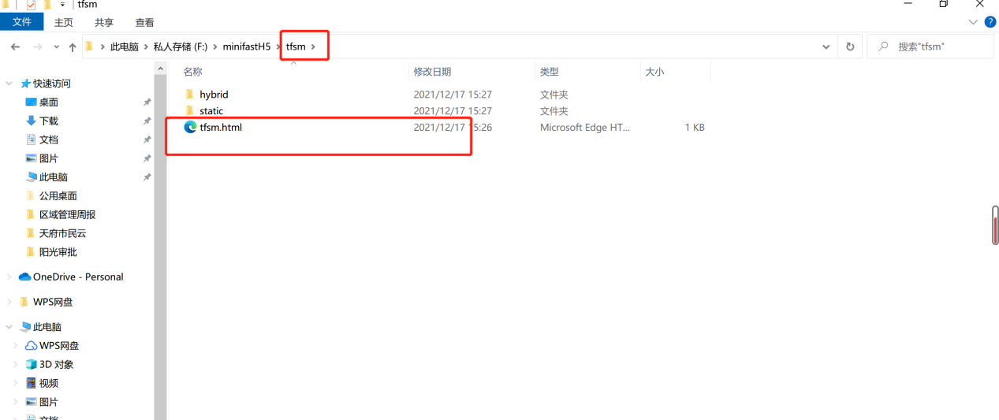 tfsm
文件 主页 共享 查看
此电脑 私人存储 (F:) minifastH5 tfsm 搜索"tfsm"
名称 修改日期 类型 大小
hybrid 2021/12/17 15:27 文件夹
static 2021/12/17 15:27 文件夹
tfsm.html 2021/12/17 15:26 Microsoft Edge HT... 1 KB
快速访问
桌面
下载
文档
图片
此电脑
公用桌面
区域管理周报
天府市民云
阳光审批
OneDrive - Personal
WPS网盘
此电脑
WPS网盘
3D 对象
视频
图片
文档